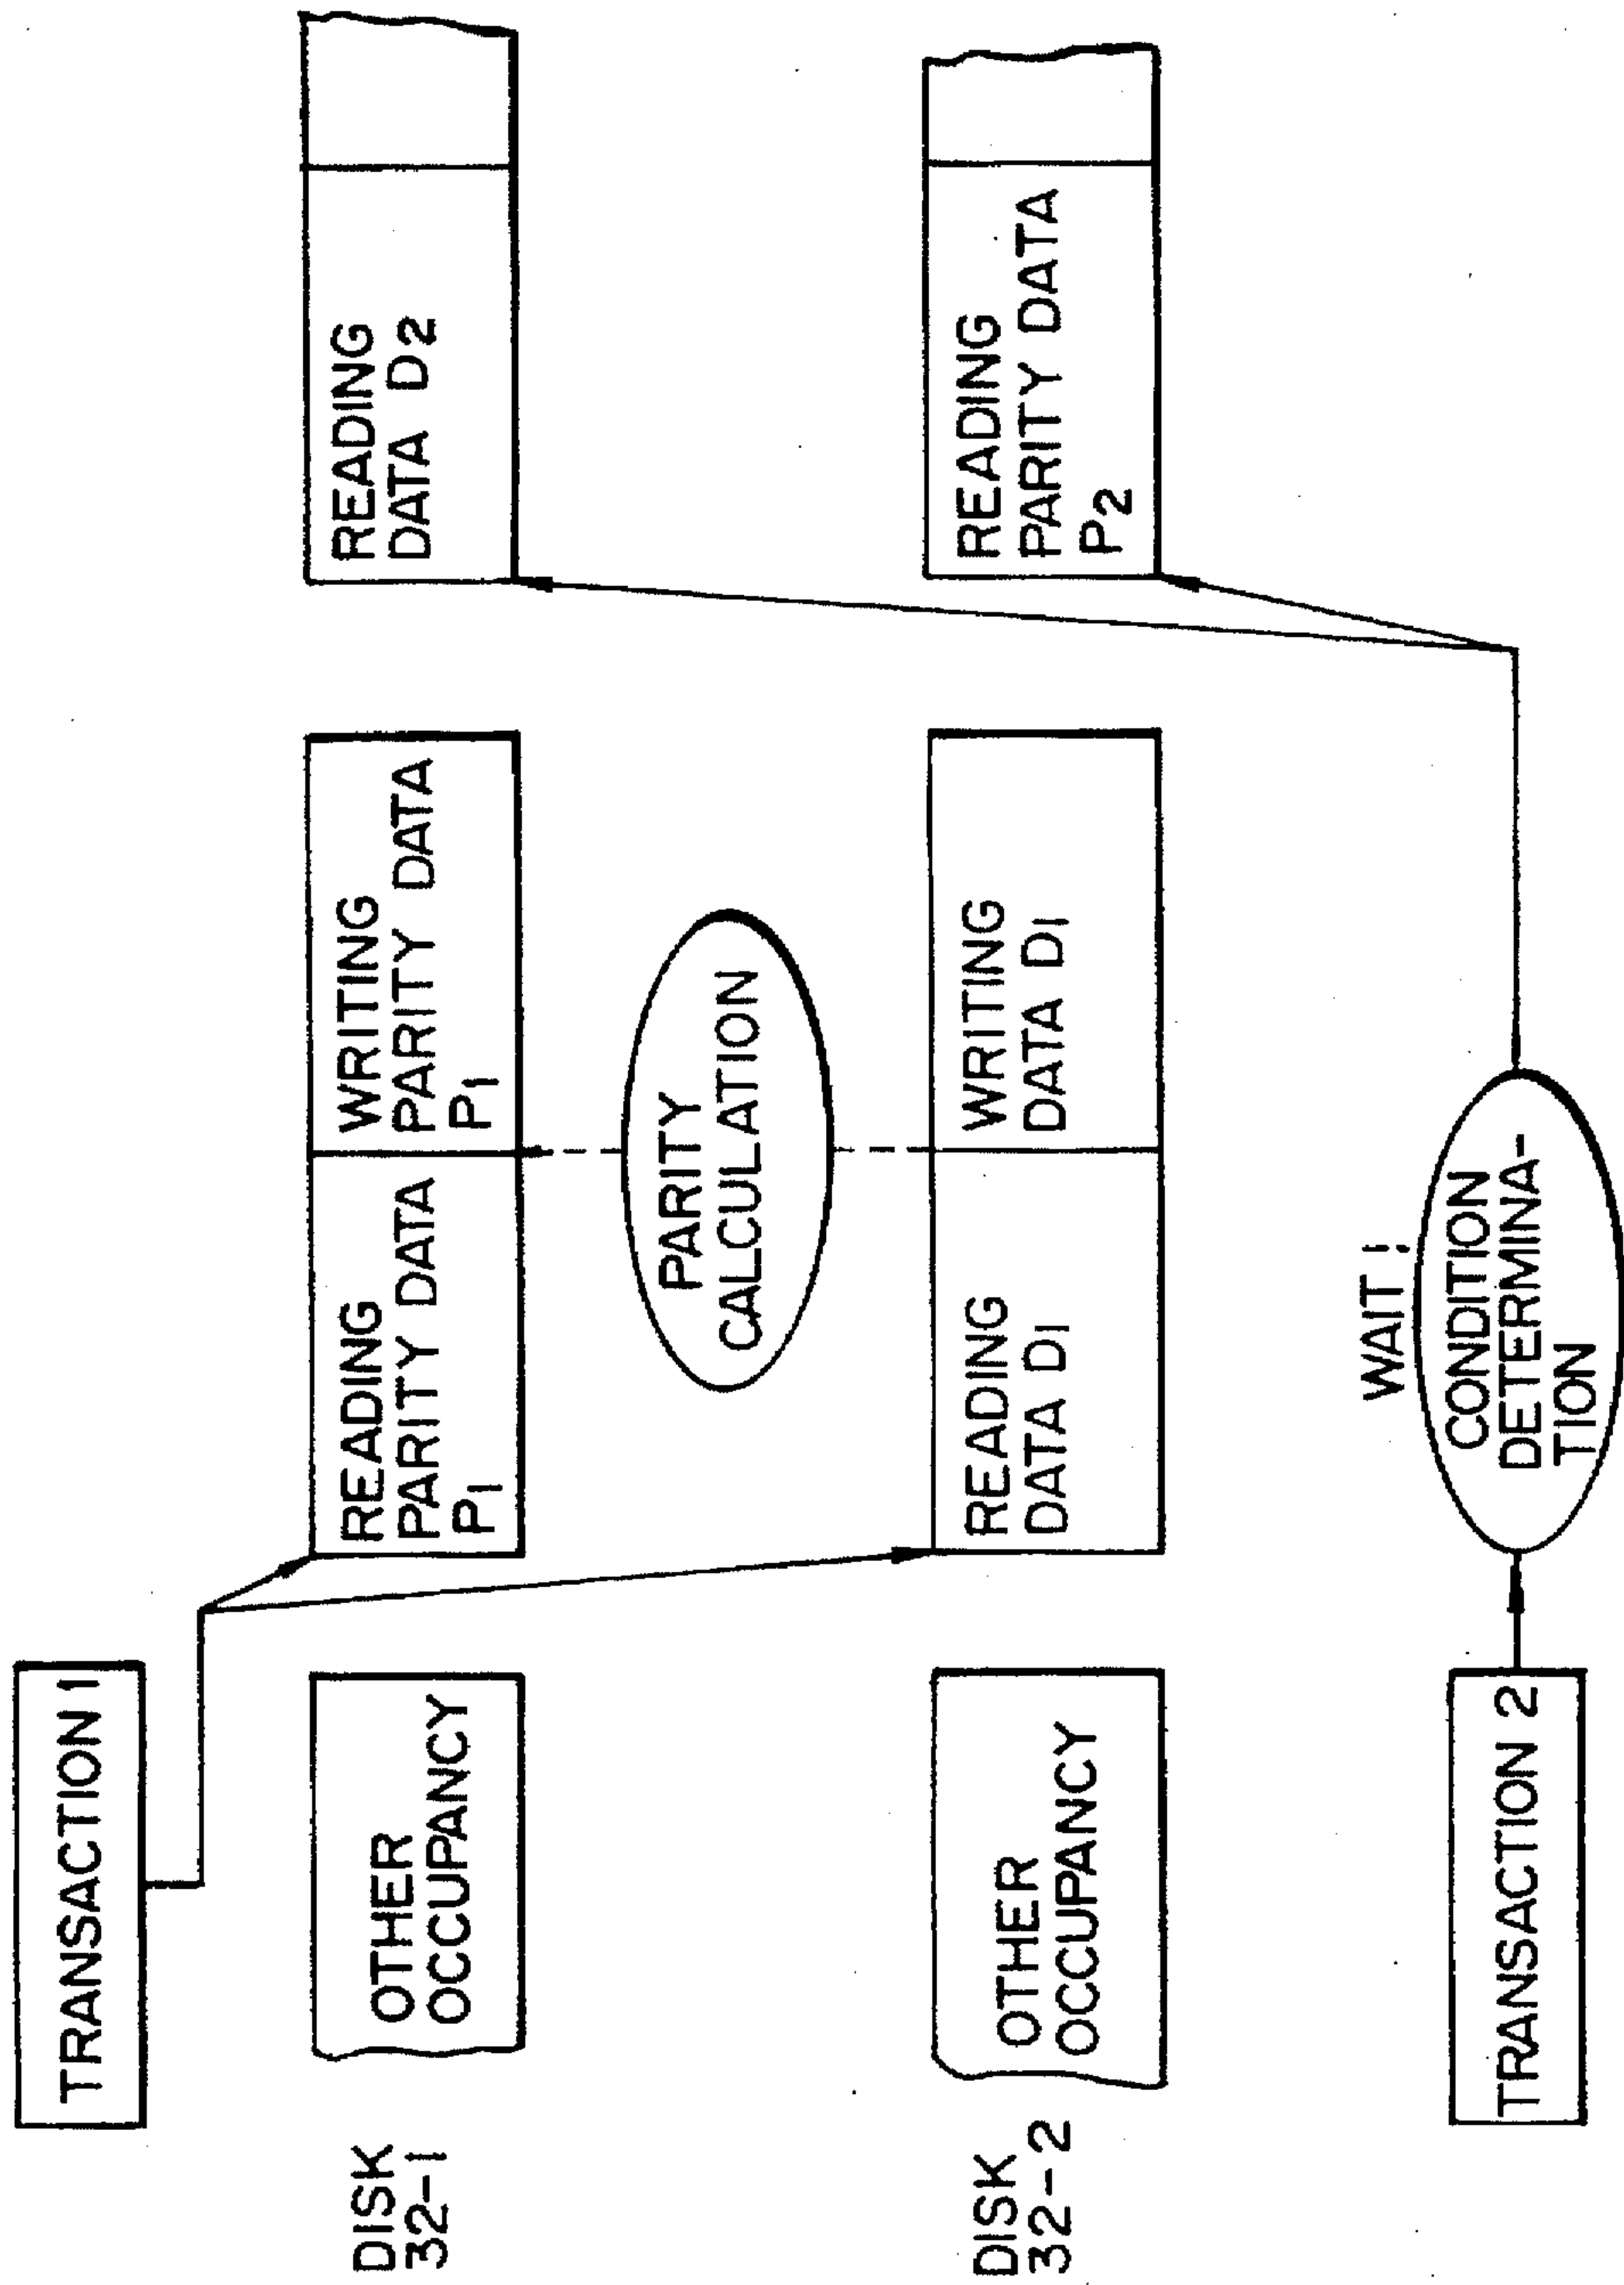 TRANSACTION 1
DISK
32-1
OTHER
OCCUPANCY
READING
PARITY DATA
P1
WRITING
PARITY DATA
P1
READING
DATA D2
PARITY
CALCULATION
DISK
32-2
OTHER
OCCUPANCY
READING
DATA D1
WRITING
DATA D1
READING
PARITY DATA
P2
WAIT !
TRANSACTION 2
CONDITION
DETERMINA-
TION